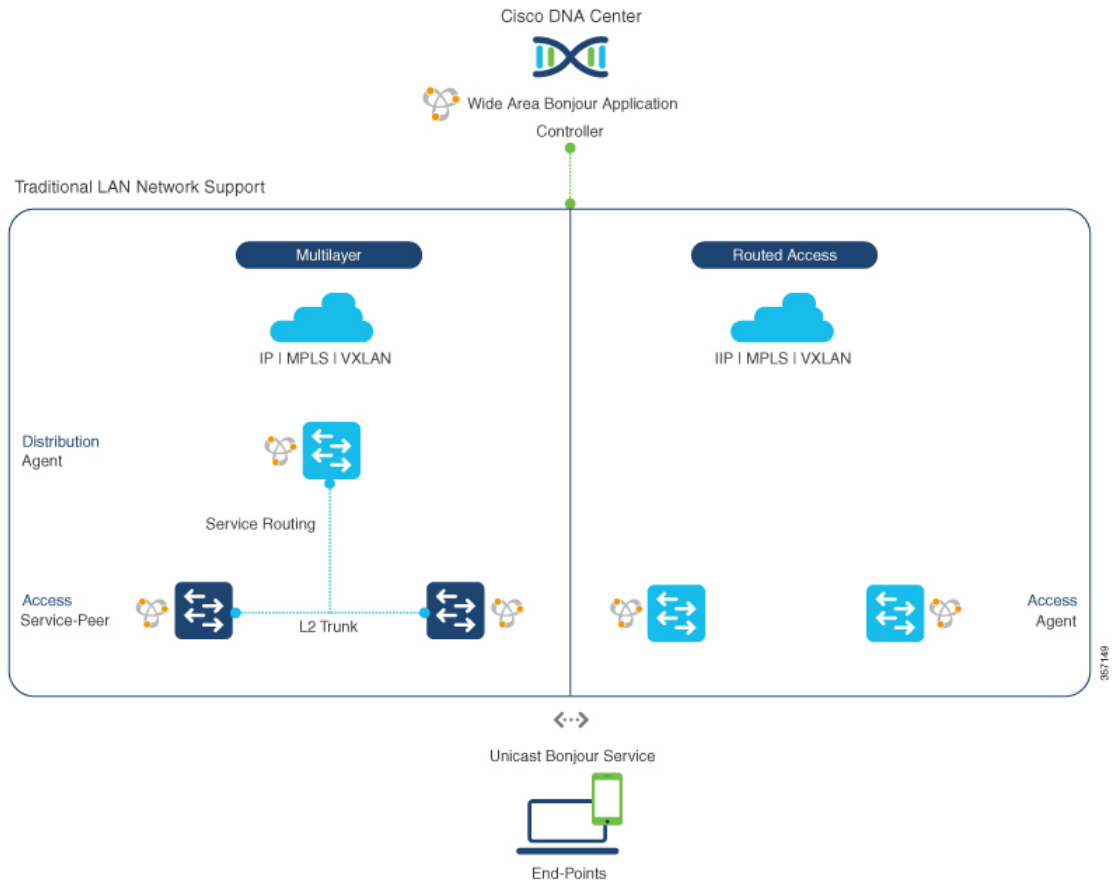 Cisco DNA Center
Wide Area Bonjour Application
Controller
Traditional LAN Network Support
Multilayer
Routed Access
IP | MPLS | VXLAN
IIP | MPLS | VXLAN
Distribution
Agent
Service Routing
Access
Service-Peer
L2 Trunk
Access
Agent
357149
Unicast Bonjour Service
End-Points